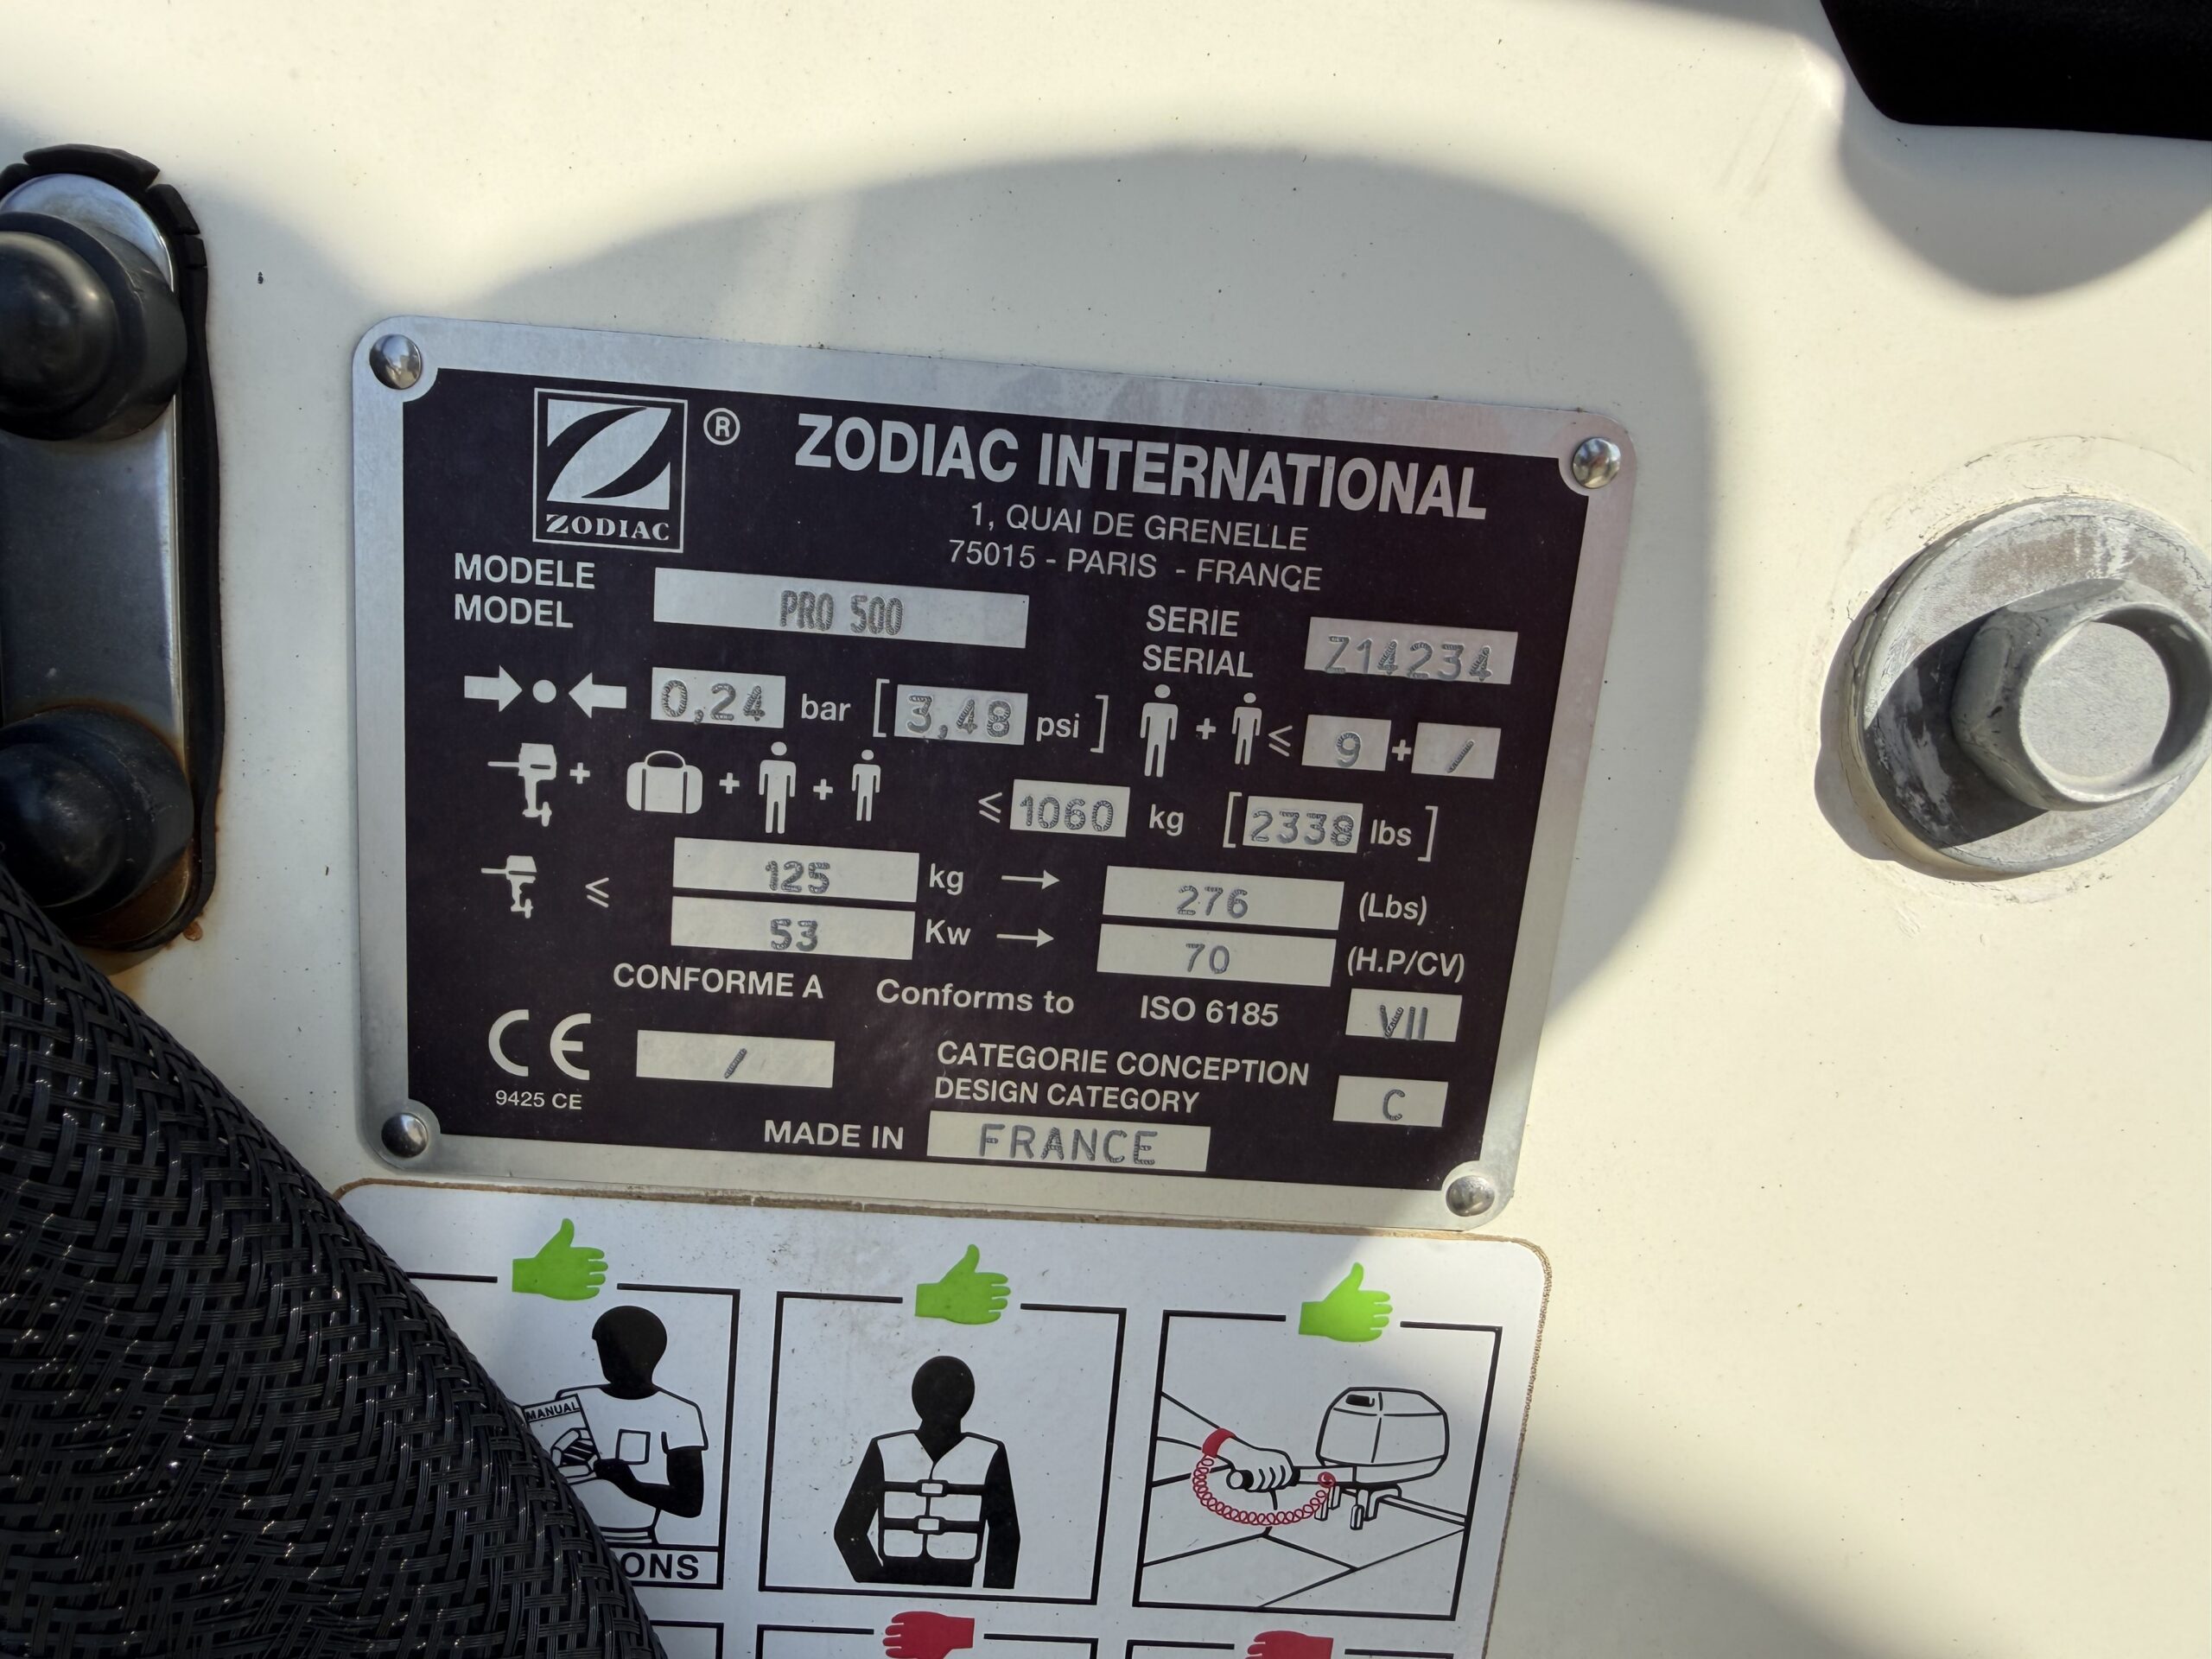 ZODIAC ® ZODIAC INTERNATIONAL
1, QUAI DE GRENELLE
75015 - PARIS - FRANCE
MODELE
MODEL PRO 500
SERIE
SERIAL Z14234
0,24 bar [3,48 psi]
+ ≤ 9 + /
+ + + ≤ 1060 kg [2338 lbs]
≤ 125 kg → 276 (Lbs)
53 Kw → 70 (H.P/CV)
CONFORME A Conforms to ISO 6185 VII
CE /
9425 CE
CATEGORIE CONCEPTION
DESIGN CATEGORY C
MADE IN FRANCE
MANUAL
ONS